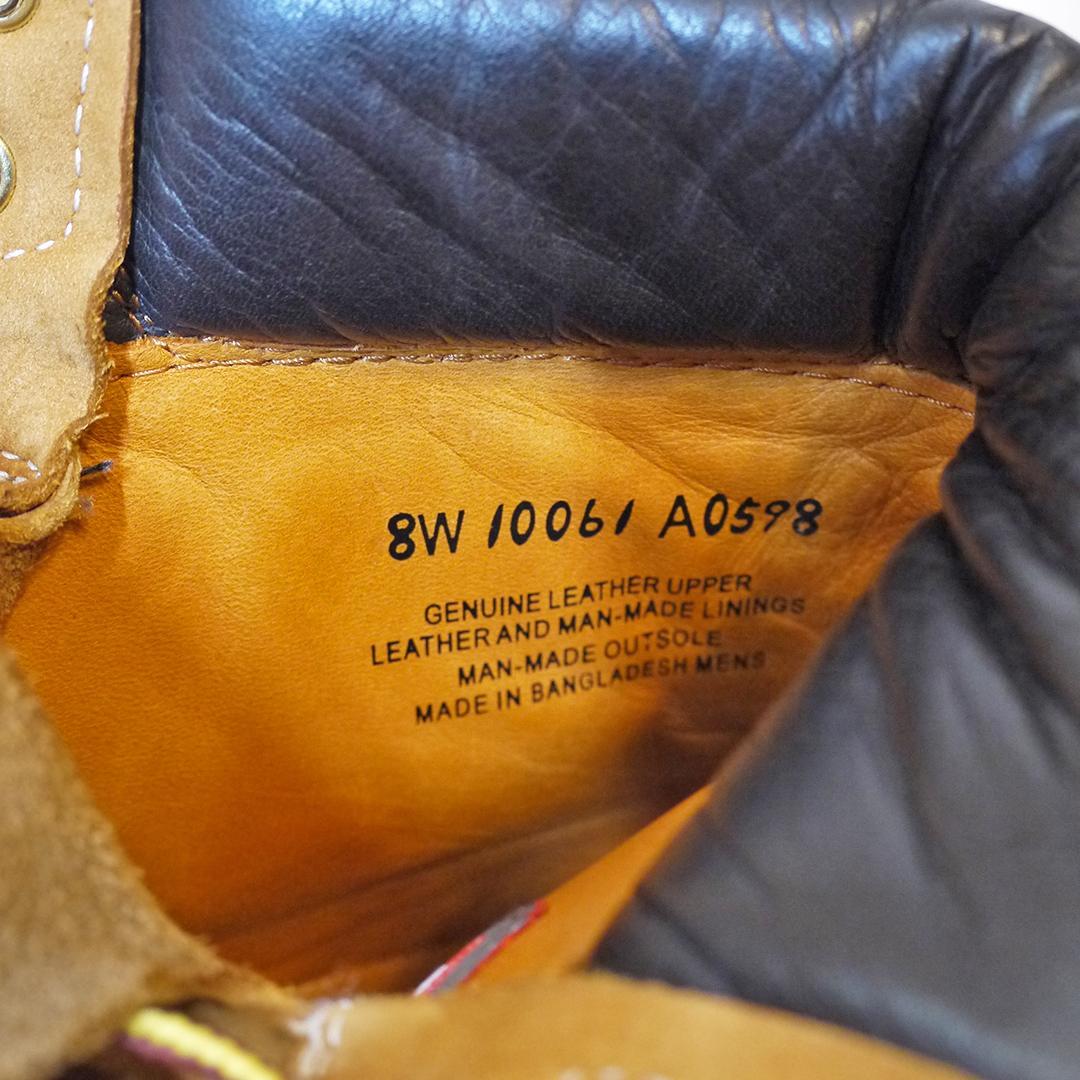 8W 10061 A0598
GENUINE LEATHER UPPER
LEATHER AND MAN-MADE LININGS
MAN-MADE OUTSOLE
MADE IN BANGLADESH MENS